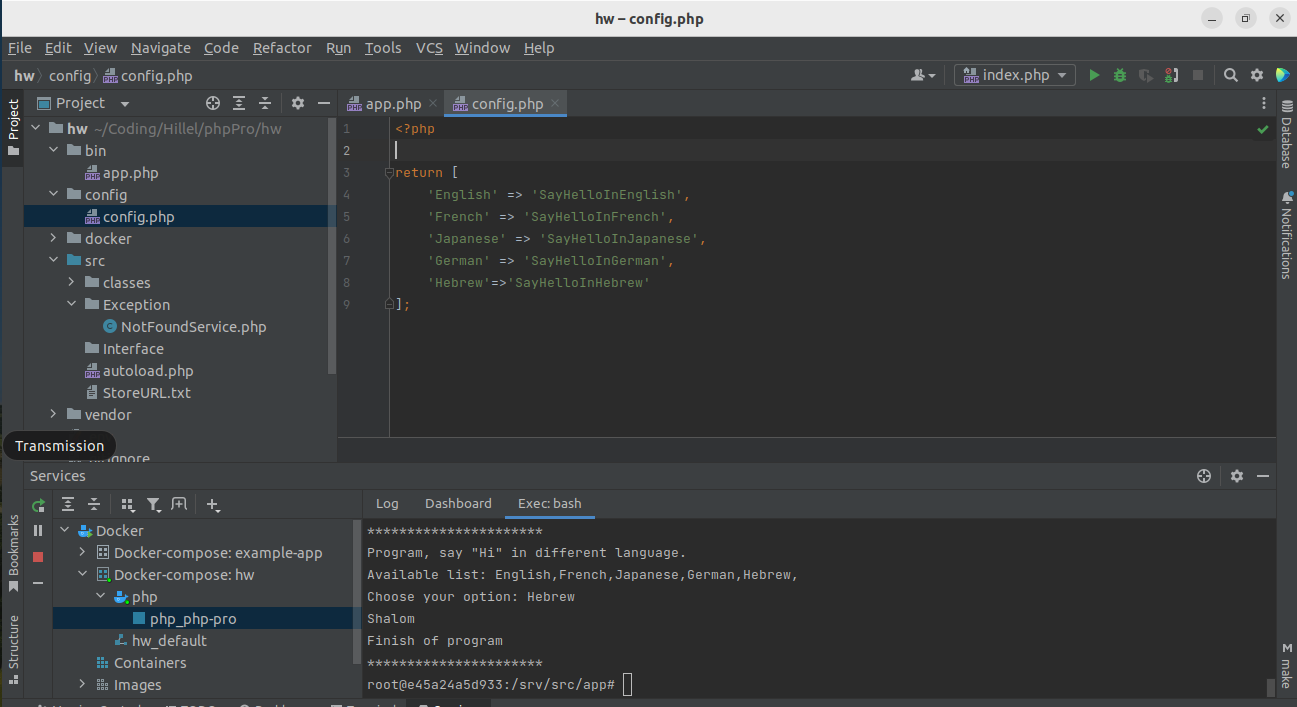 hw – config.php
File Edit View Navigate Code Refactor Run Tools VCS Window Help
hw config config.php
index.php
Project
Project
app.php
config.php
hw ~/Coding/Hillel/phpPro/hw
bin
app.php
config
config.php
docker
src
classes
Exception
NotFoundService.php
Interface
autoload.php
StoreURL.txt
vendor
Transmission
1 <?php
2
3 return [
4 'English' => 'SayHelloInEnglish',
5 'French' => 'SayHelloInFrench',
6 'Japanese' => 'SayHelloInJapanese',
7 'German' => 'SayHelloInGerman',
8 'Hebrew'=>'SayHelloInHebrew'
9 ];
Database
Notifications
make
Services
Bookmarks
Structure
Docker
Docker-compose: example-app
Docker-compose: hw
php
php_php-pro
hw_default
Containers
Images
Log Dashboard Exec: bash
**********************
Program, say "Hi" in different language.
Available list: English,French,Japanese,German,Hebrew,
Choose your option: Hebrew
Shalom
Finish of program
**********************
root@e45a24a5d933:/srv/src/app#